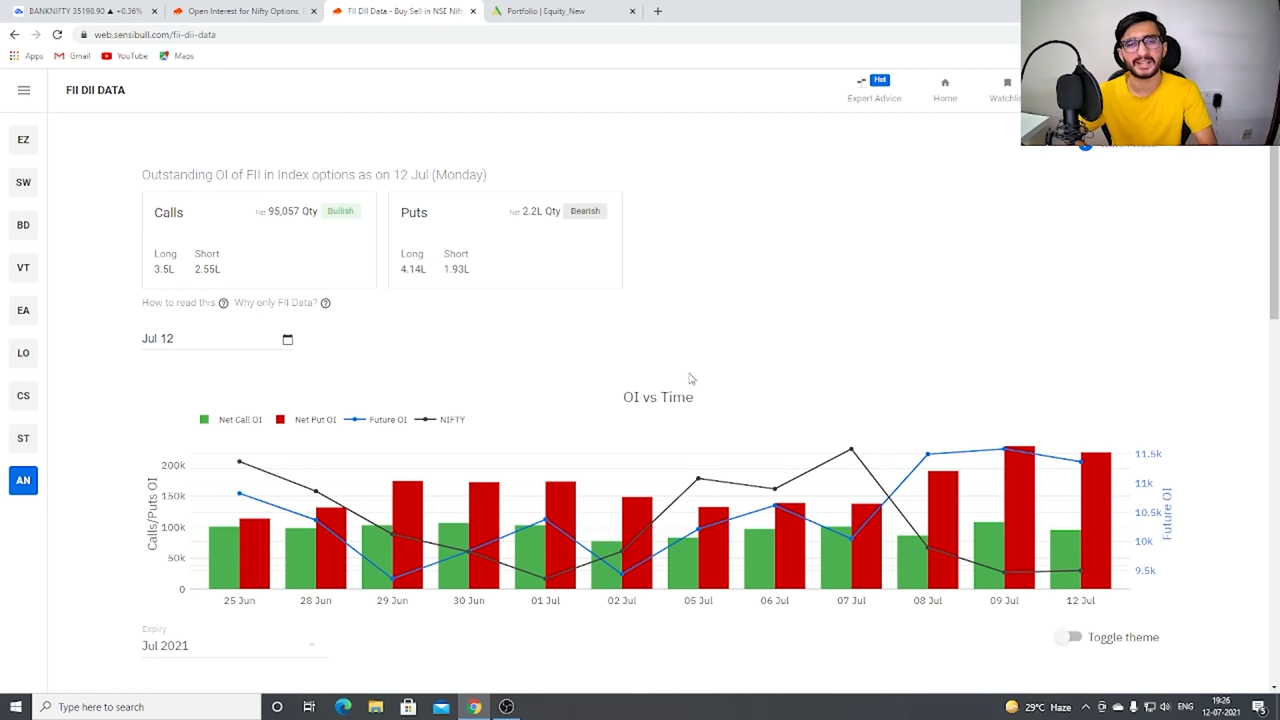 BANKNIFTY 35198.90 ▲ +0.36%
Open Interest for Nifty Options,
FII DII Data - Buy Sell in NSE Nif
Portfolio | Equity_New
web.sensibull.com/fii-dii-data
Apps
Gmail
YouTube
Maps
FII DII DATA
Hot
Expert Advice
Home
Watchlis
EZ
SW
BD
VT
EA
LO
CS
ST
AN
Outstanding OI of FII in Index options as on 12 Jul (Monday)
Calls
Net 95,057 Qty
Bullish
Long
Short
3.5L
2.55L
Puts
Net 2.2L Qty
Bearish
Long
Short
4.14L
1.93L
How to read this
Why only FII Data?
Jul 12
OI vs Time
Net Call OI
Net Put OI
Future OI
NIFTY
Calls/Puts OI
200k
150k
100k
50k
0
11.5k
11k
10.5k
10k
9.5k
Future OI
25 Jun
28 Jun
29 Jun
30 Jun
01 Jul
02 Jul
05 Jul
06 Jul
07 Jul
08 Jul
09 Jul
12 Jul
Expiry
Jul 2021
Toggle theme
Type here to search
29°C Haze
ENG
19:26
12-07-2021
5